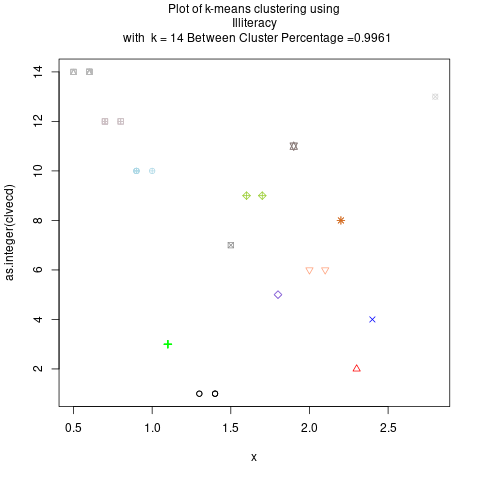 Plot of k-means clustering using
Illiteracy
with  k = 14 Between Cluster Percentage =0.9961
14
12
10
8
6
4
2
as.integer(clvecd)
0.5 1.0 1.5 2.0 2.5
x